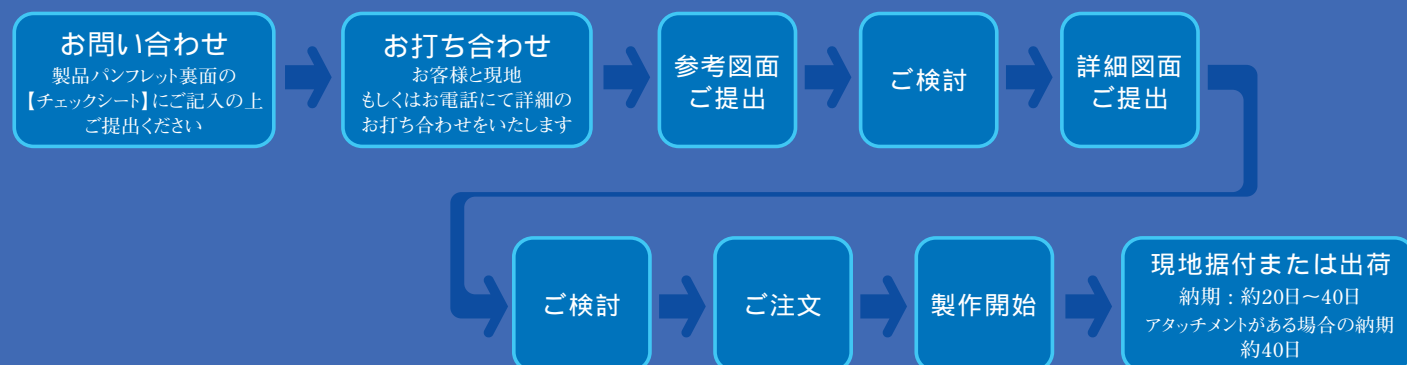 お問い合わせ
製品パンフレット裏面の
【チェックシート】にご記入の上
ご提出ください
お打ち合わせ
お客様と現地
もしくはお電話にて詳細の
お打ち合わせをいたします
参考図面
ご提出
ご検討
詳細図面
ご提出
ご検討
ご注文
製作開始
現地据付または出荷
納期：約20日～40日
アタッチメントがある場合の納期
約40日